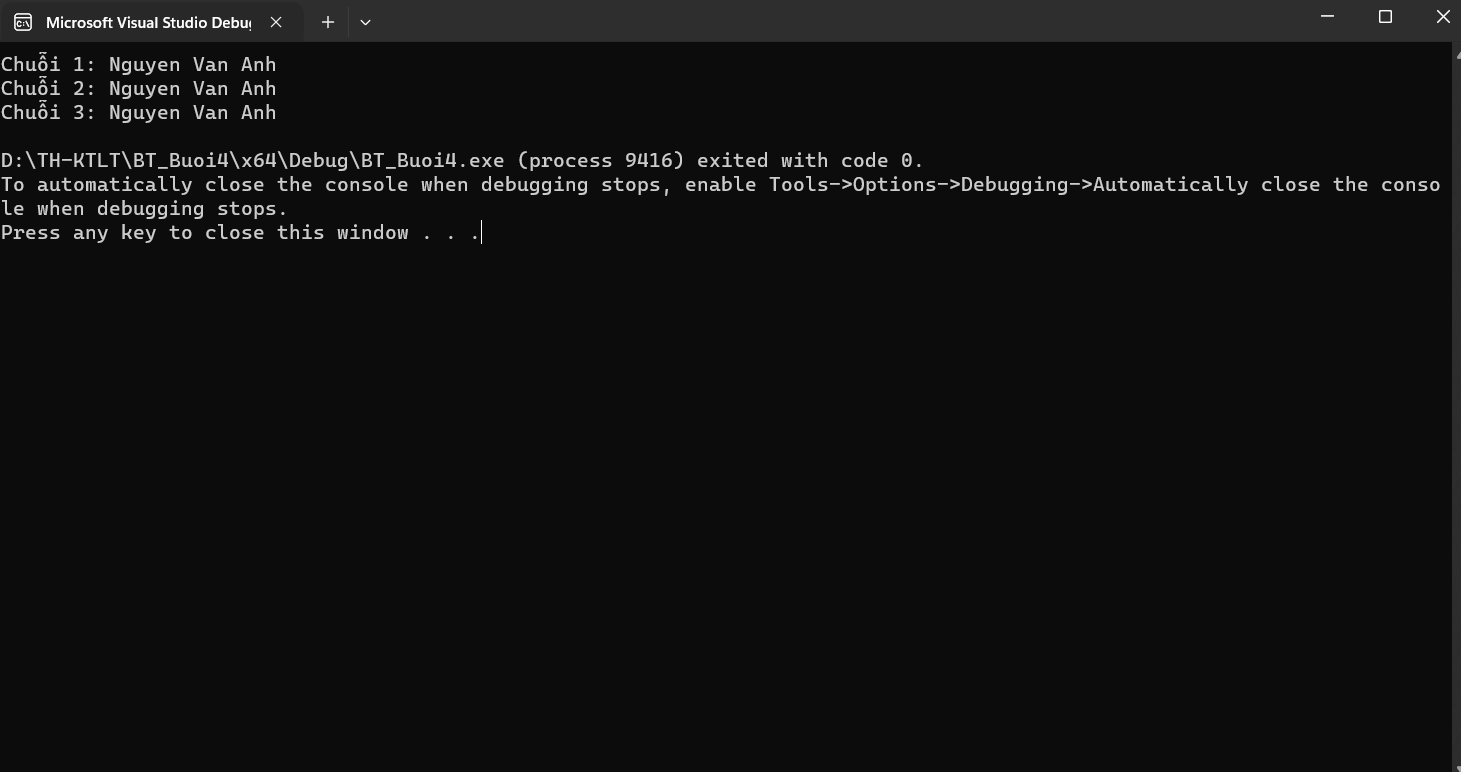 Microsoft Visual Studio Debu
Chuỗi 1: Nguyen Van Anh
Chuỗi 2: Nguyen Van Anh
Chuỗi 3: Nguyen Van Anh
D:\TH-KTLT\BT_Buoi4\x64\Debug\BT_Buoi4.exe (process 9416) exited with code 0.
To automatically close the console when debugging stops, enable Tools->Options->Debugging->Automatically close the conso
le when debugging stops.
Press any key to close this window . . .